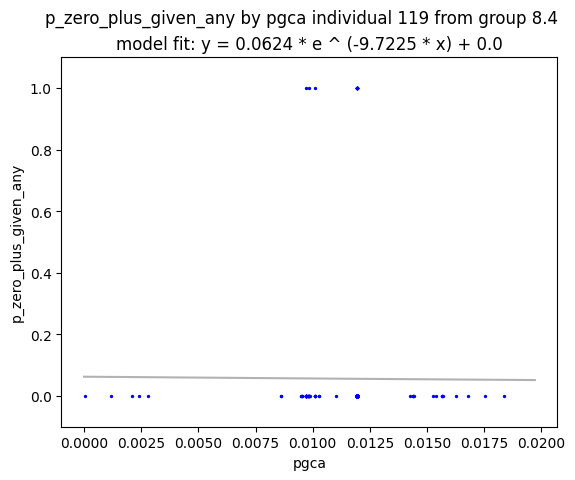 p_zero_plus_given_any by pgca individual 119 from group 8.4
model fit: y = 0.0624 * e ^ (-9.7225 * x) + 0.0
1.0
0.8
0.6
0.4
0.2
0.0
p_zero_plus_given_any
0.0000 0.0025 0.0050 0.0075 0.0100 0.0125 0.0150 0.0175 0.0200
pgca